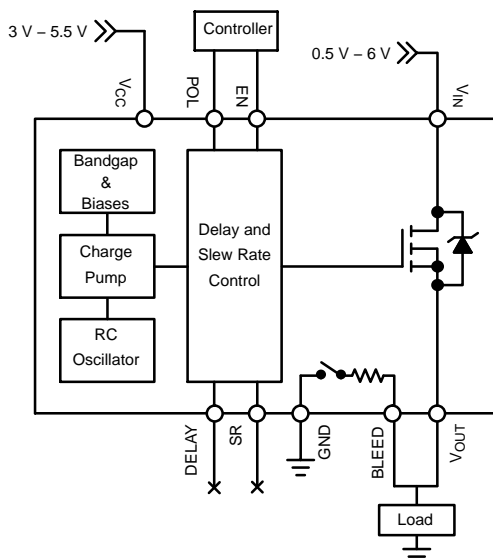 3 V – 5.5 V
Controller
0.5 V – 6 V
VCC
POL
EN
VIN
Bandgap
&
Biases
Charge
Pump
RC
Oscillator
Delay and
Slew Rate
Control
DELAY
SR
GND
BLEED
VOUT
Load